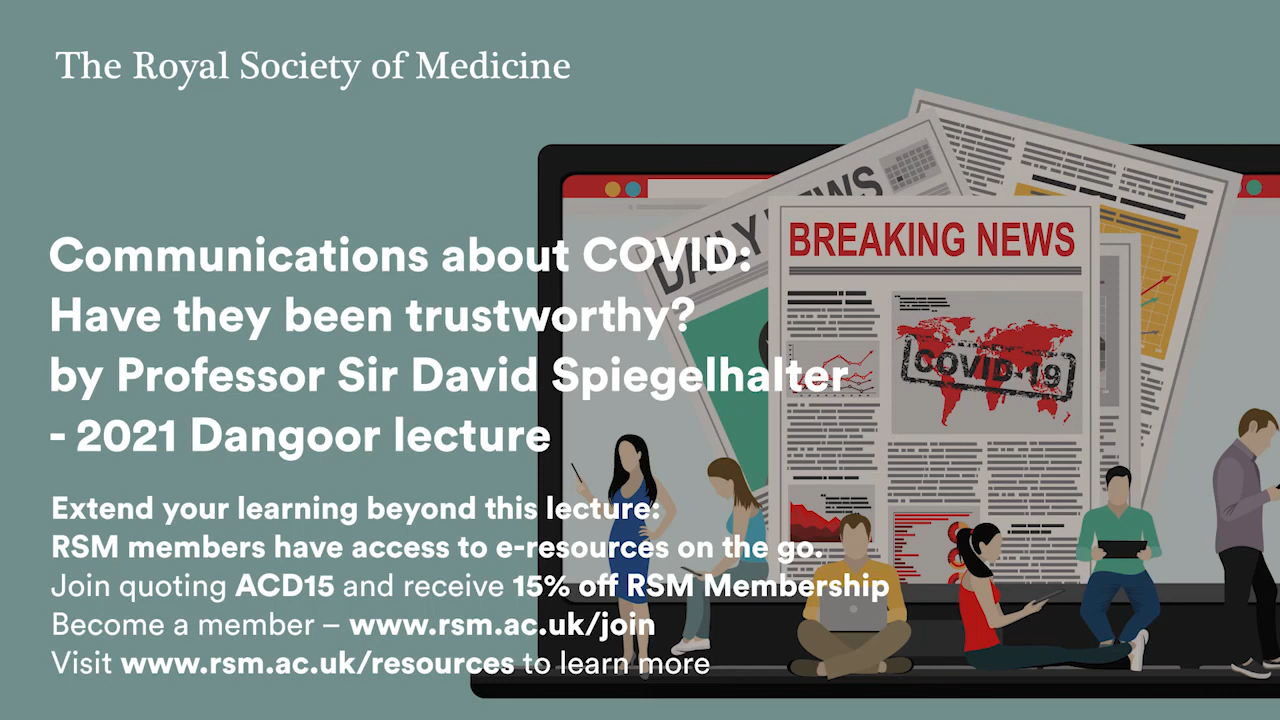 The Royal Society of Medicine
Communications about COVID:
Have they been trustworthy?
by Professor Sir David Spiegelhalter
- 2021 Dangoor lecture
Extend your learning beyond this lecture:
RSM members have access to e-resources on the go.
Join quoting ACD15 and receive 15% off RSM Membership
Become a member – www.rsm.ac.uk/join
Visit www.rsm.ac.uk/resources to learn more
DAILY NEWS
BREAKING NEWS
COVID-19